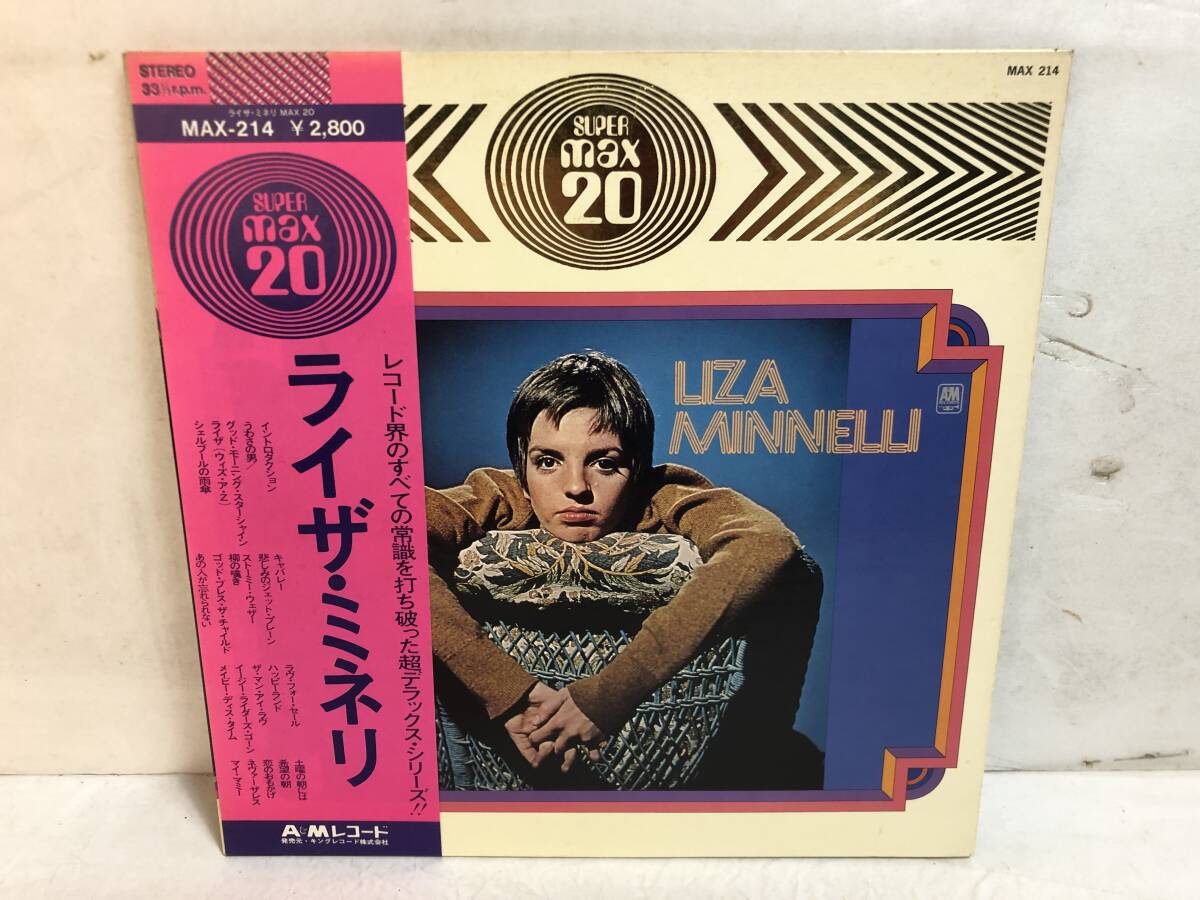 STEREO
33⅓ r.p.m.
ライザ・ミネリ MAX 20
MAX-214 ¥2,800
SUPER
max
20
ライザ・ミネリ
レコード界のすべての常識を打ち破った超デラックス・シリーズ!!
イントロダクション
うわさの男/
グッド・モーニング・スターシャイン
ライザ(ウィズ・ア・Z)
シェルブールの雨傘
キャバレー
悲しみのジェット・プレーン
ストーミー・ウェザー
柳の嘆き
ゴッド・ブレス・ザ・チャイルド
あの人が忘れられない
ラヴ・フォー・セール
ハッピーランド
ザ・マン・アイ・ラヴ
イージー・ライダーズ・ゴーン
メイビー・ディス・タイム
土曜の朝には
希望の朝
恋のおもかげ
ネヴァーザレス
マイ・マミー
A&Mレコード
発売元・キングレコード株式会社
MAX 214
SUPER
max
20
LIZA
MINNELLI
A&M